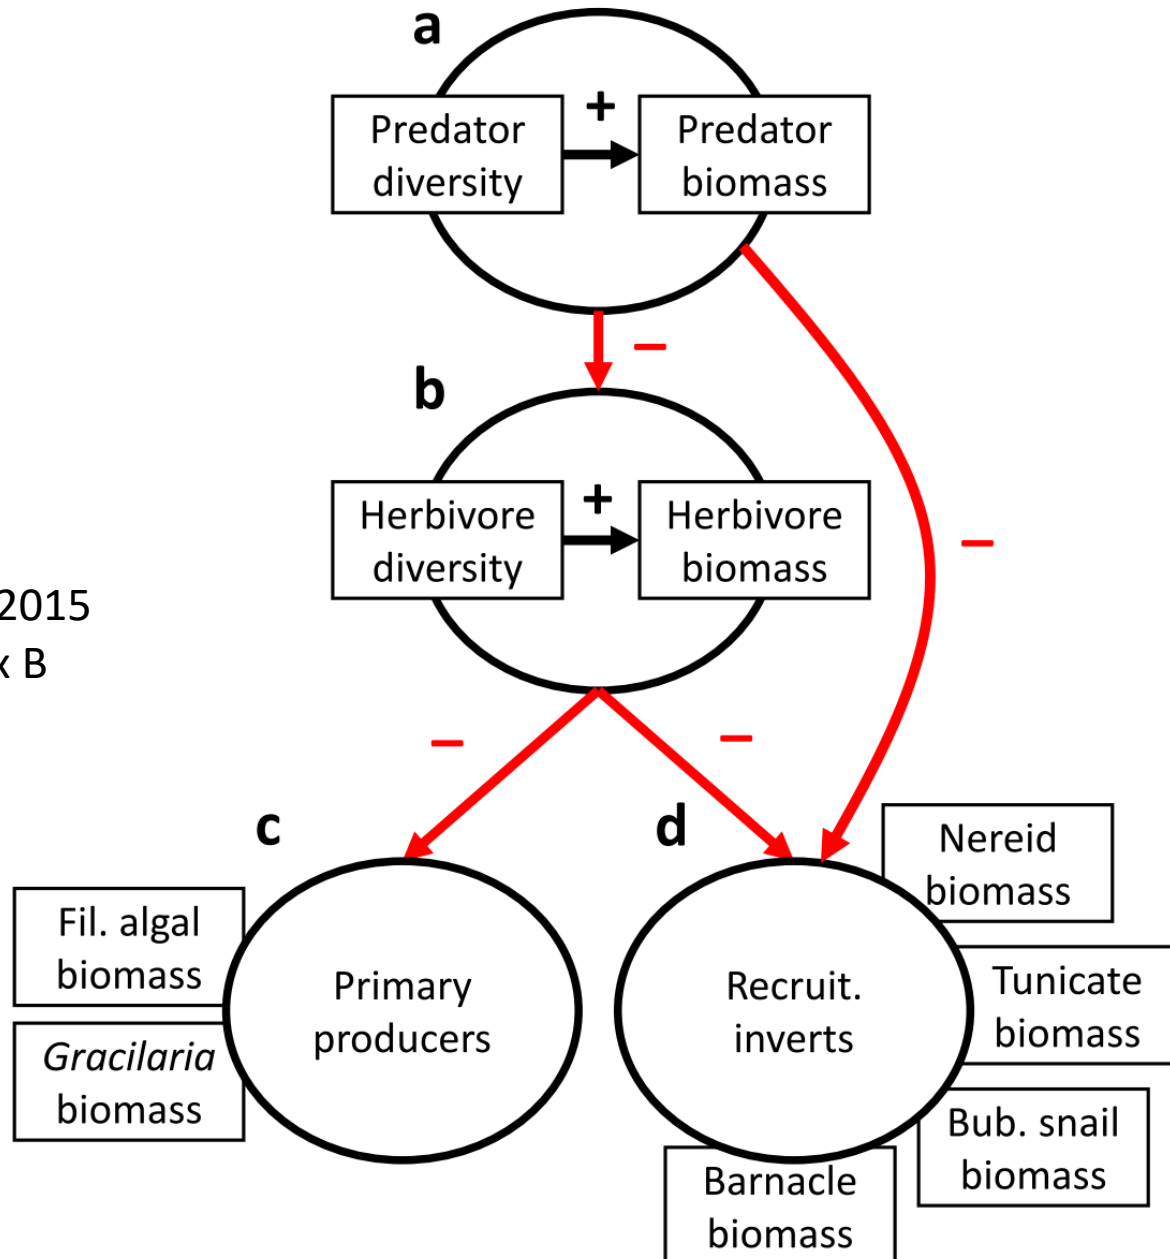 a
Predator
diversity
+
Predator
biomass
–
b
Herbivore
diversity
+
Herbivore
biomass
–
2015
x B
–
–
c
d
Fil. algal
biomass
Gracilaria
biomass
Primary
producers
Recruit.
inverts
Nereid
biomass
Tunicate
biomass
Bub. snail
biomass
Barnacle
biomass